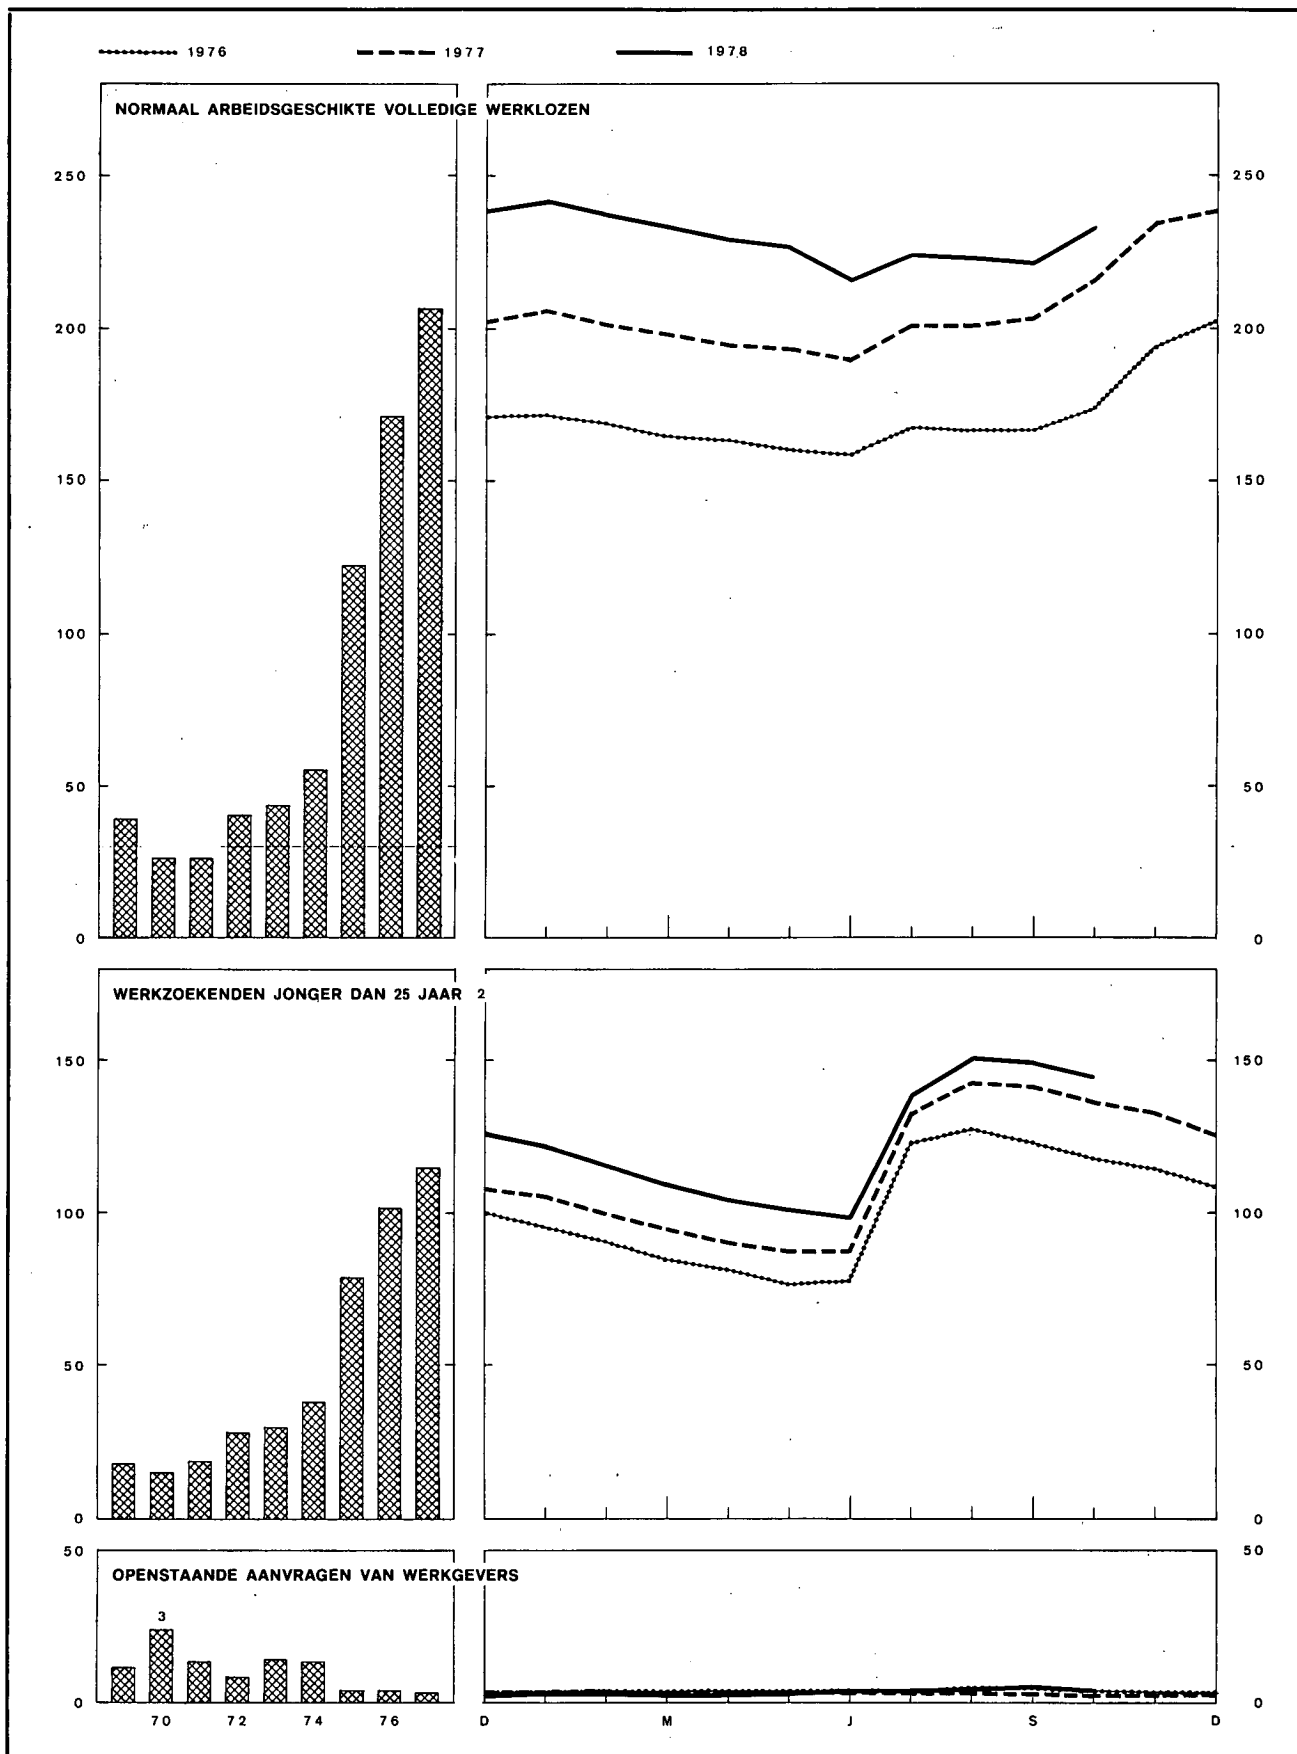 1976 1977 1978
NORMAAL ARBEIDSGESCHIKTE VOLLEDIGE WERKLOZEN
250 250
200 200
150 150
100 100
50 50
0 0
WERKZOEKENDEN JONGER DAN 25 JAAR 2
150 150
100 100
50 50
0 0
50 50
OPENSTAANDE AANVRAGEN VAN WERKGEVERS
3
0 0
70 72 74 76 D M J S D